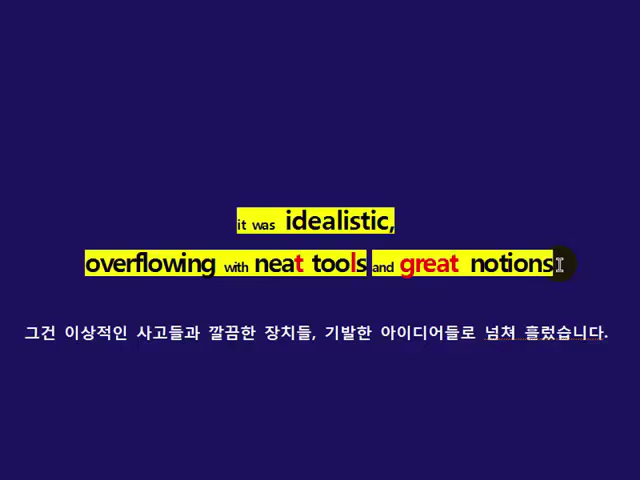 it was idealistic,
overflowing with neat tools and great notions
그건 이상적인 사고들과 깔끔한 장치들, 기발한 아이디어들로 넘쳐 흘렀습니다.